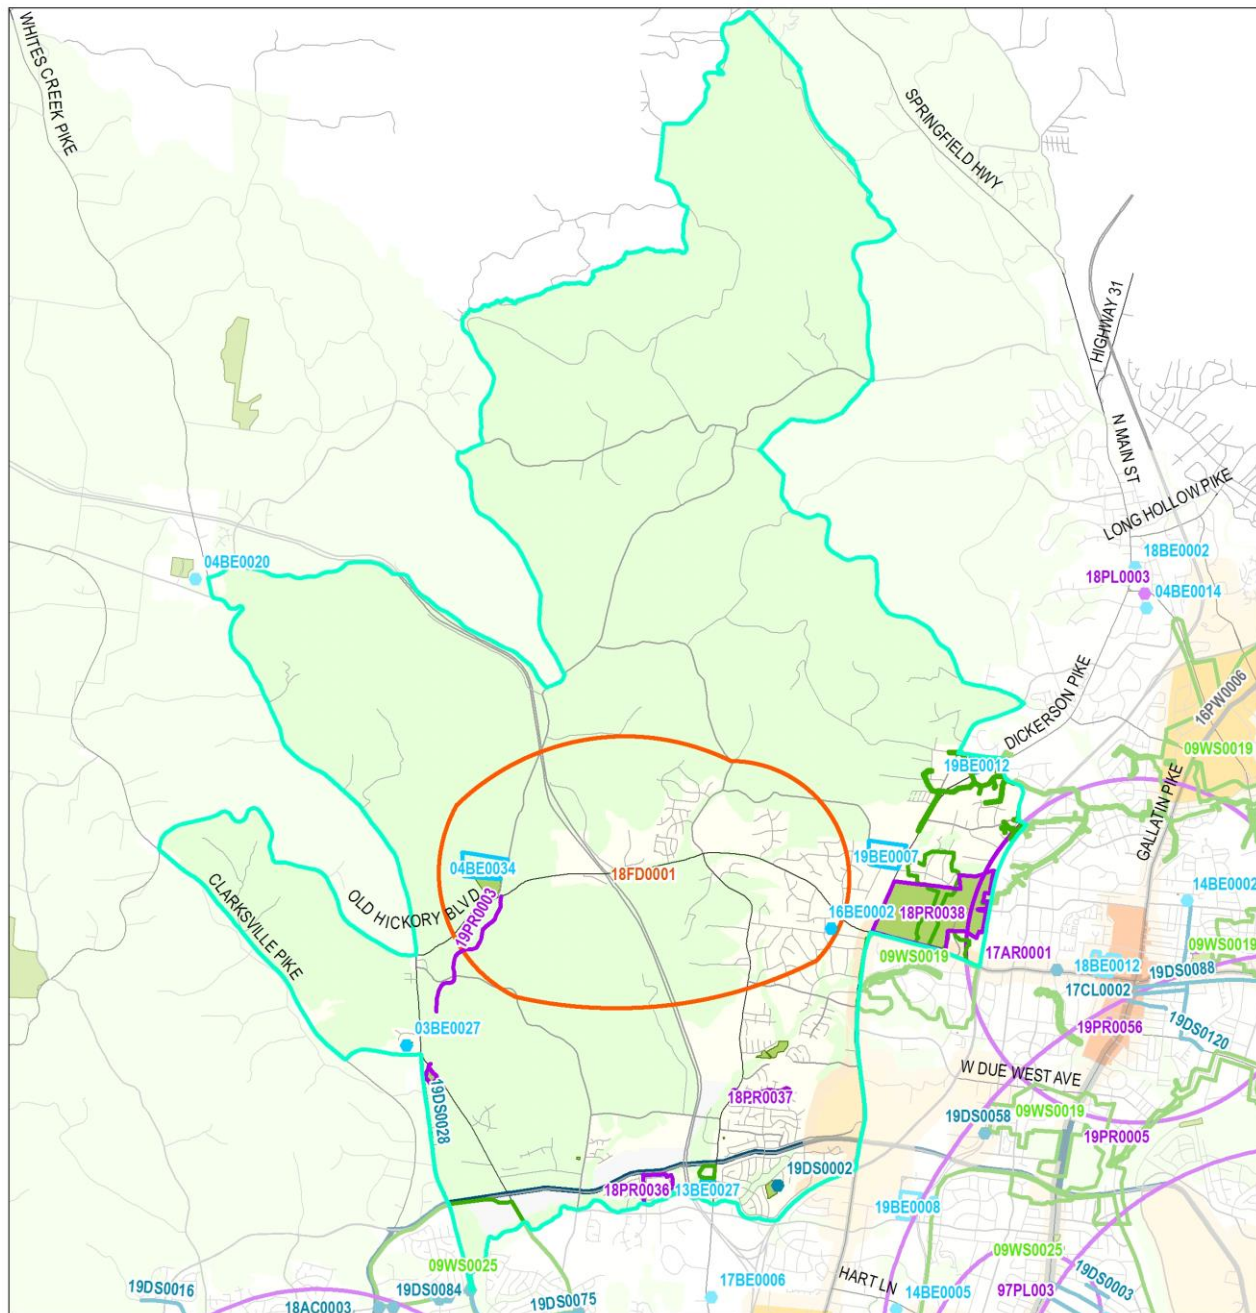 WHITES CREEK PIKE
SPRINGFIELD HWY
HIGHWAY 31
N MAIN ST
LONG HOLLOW PIKE
18BE0002
04BE0020
18PL0003
04BE0014
16PW0006
DICKERSON PIKE
09WS0019
19BE0012
GALLATIN PIKE
19BE0007
04BE0034
18FD0001
CLARKSVILLE PIKE
OLD HICKORY BLVD
19PR0003
14BE0002
16BE0002
18PR0038
17AR0001
09WS0019
09WS0019
18BE0012
19DS0088
17CL0002
19PR0056
19DS0120
03BE0027
W DUE WEST AVE
19DS0028
18PR0037
19DS0058
09WS0019
19PR0005
19DS0002
18PR0036
13BE0027
19BE0008
09WS0025
09WS0025
HART LN
17BE0006
19DS0016
19DS0084
18AC0003
19DS0075
14BE0005
97PL003
19DS0003